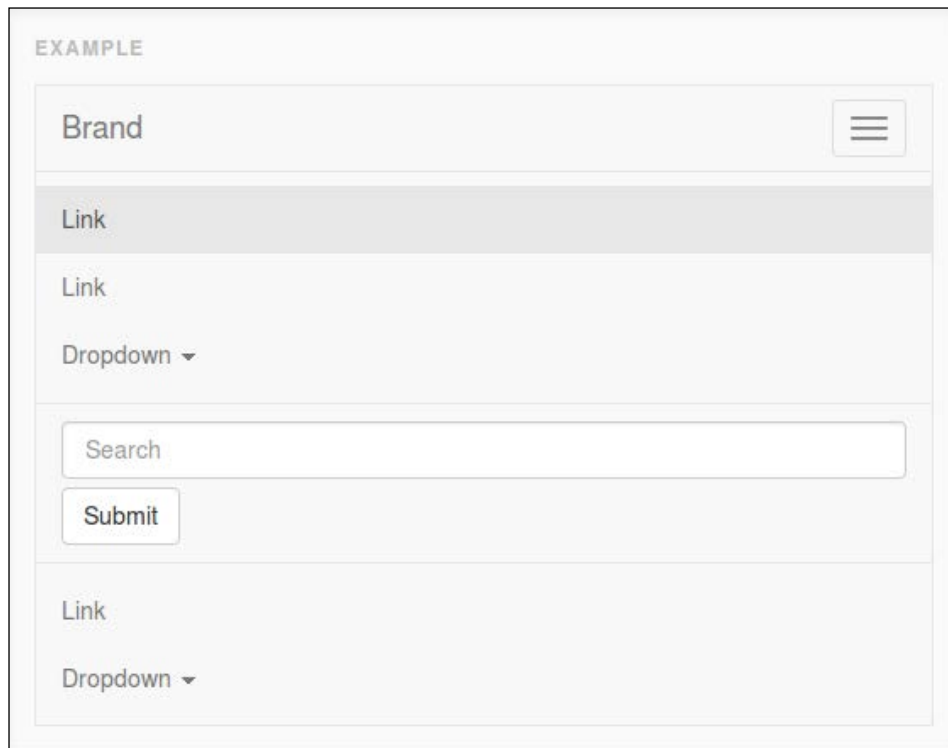 EXAMPLE
Brand
Link
Link
Dropdown
Search
Submit
Link
Dropdown